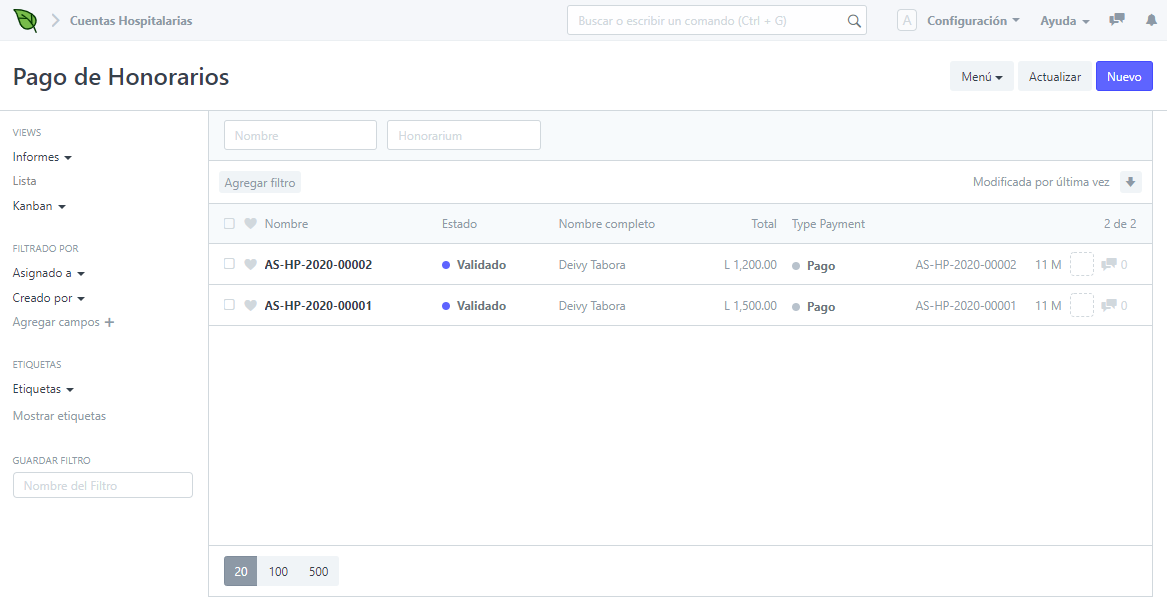 Cuentas Hospitalarias
Buscar o escribir un comando (Ctrl + G)
A
Configuración
Ayuda
Pago de Honorarios
Menú
Actualizar
Nuevo
VIEWS
Informes
Lista
Kanban
FILTRADO POR
Asignado a
Creado por
Agregar campos +
ETIQUETAS
Etiquetas
Mostrar etiquetas
GUARDAR FILTRO
Nombre del Filtro
Nombre
Honorarium
Agregar filtro
Modificada por última vez
Nombre Estado Nombre completo Total Type Payment 2 de 2
AS-HP-2020-00002 Validado Deivy Tabora L 1,200.00 Pago AS-HP-2020-00002 11 M 0
AS-HP-2020-00001 Validado Deivy Tabora L 1,500.00 Pago AS-HP-2020-00001 11 M 0
20 100 500